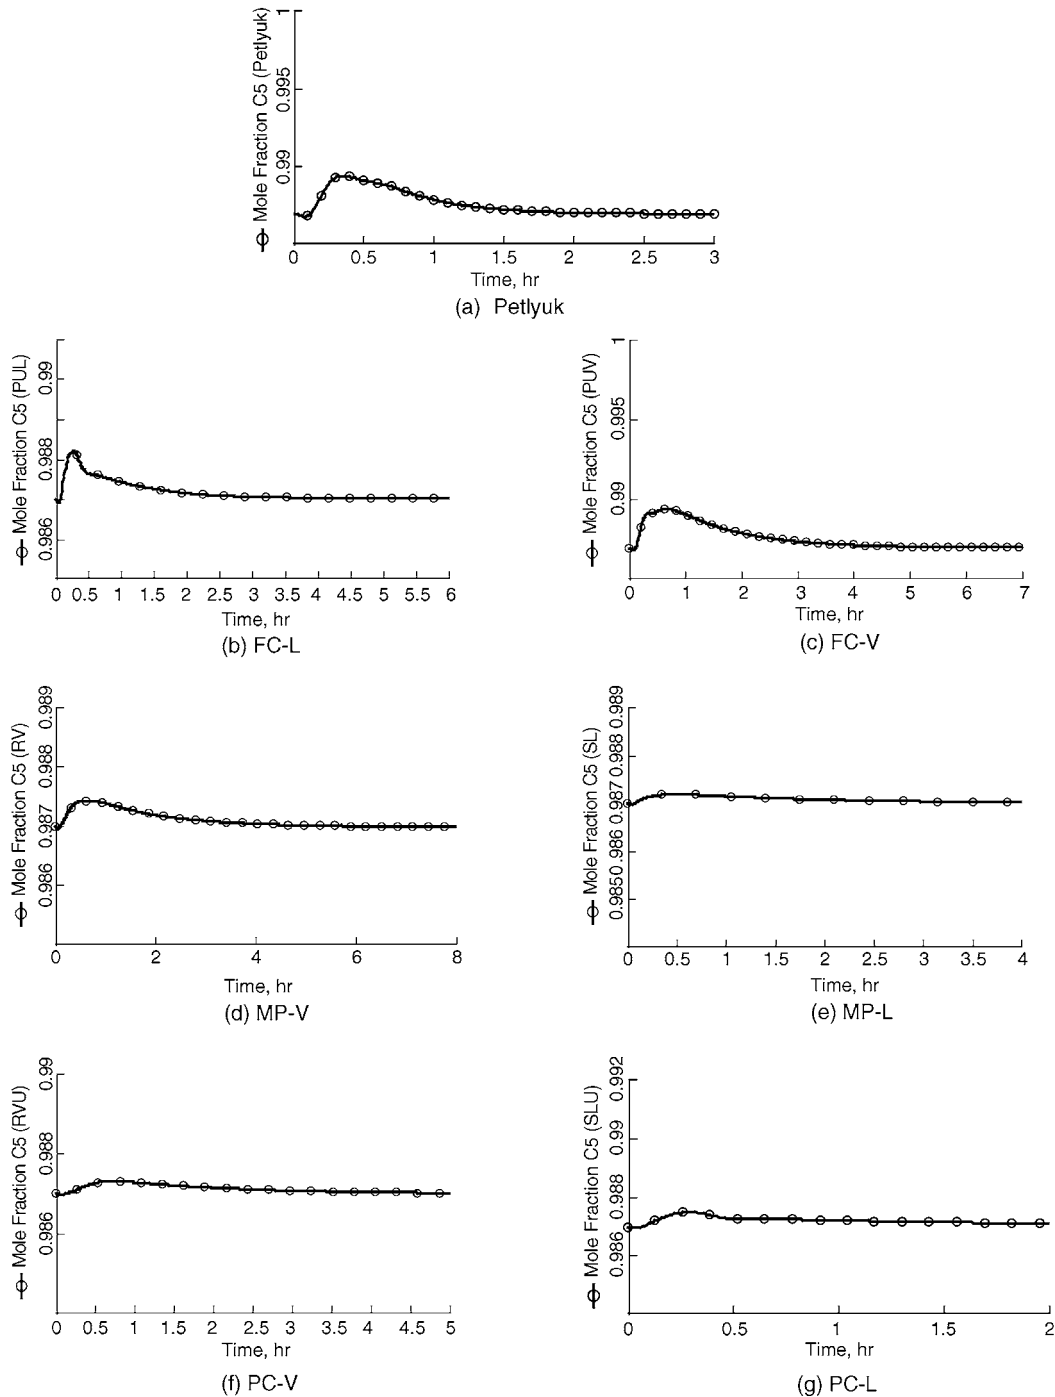 Mole Fraction C5 (Petlyuk)
1
0.995
0.99
0 0.5 1 1.5 2 2.5 3
Time, hr
(a) Petlyuk
Mole Fraction C5 (PUL)
0.99
0.988
0.986
0 0.5 1 1.5 2 2.5 3 3.5 4 4.5 5 5.5 6
Time, hr
(b) FC-L
Mole Fraction C5 (PUV)
1
0.995
0.99
0 1 2 3 4 5 6 7
Time, hr
(c) FC-V
Mole Fraction C5 (RV)
0.989
0.988
0.987
0.986
0 2 4 6 8
Time, hr
(d) MP-V
Mole Fraction C5 (SL)
0.989
0.988
0.987
0.986
0.985
0 0.5 1 1.5 2 2.5 3 3.5 4
Time, hr
(e) MP-L
Mole Fraction C5 (RVU)
0.99
0.988
0.986
0 0.5 1 1.5 2 2.5 3 3.5 4 4.5 5
Time, hr
(f) PC-V
Mole Fraction C5 (SLU)
0.992
0.99
0.988
0.986
0 0.5 1 1.5 2
Time, hr
(g) PC-L